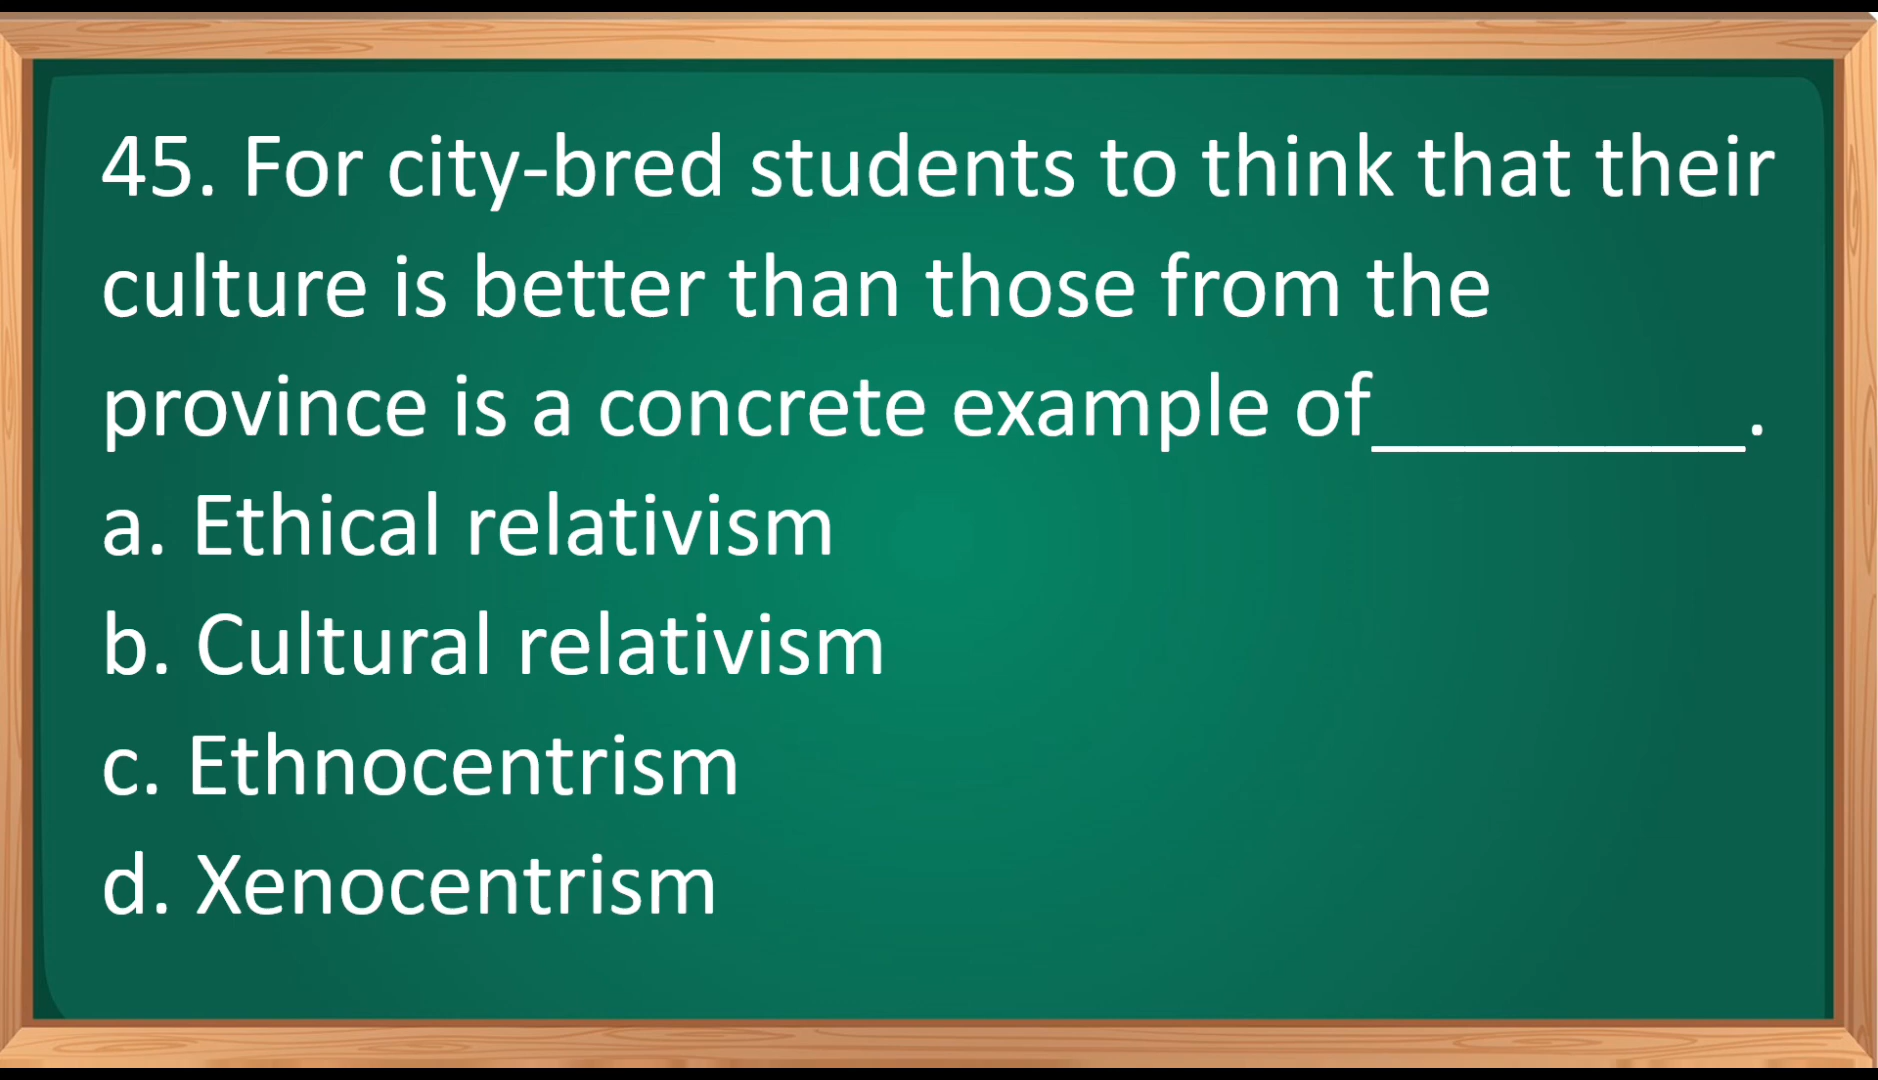 45. For city-bred students to think that their
culture is better than those from the
province is a concrete example of__________.
a. Ethical relativism
b. Cultural relativism
c. Ethnocentrism
d. Xenocentrism